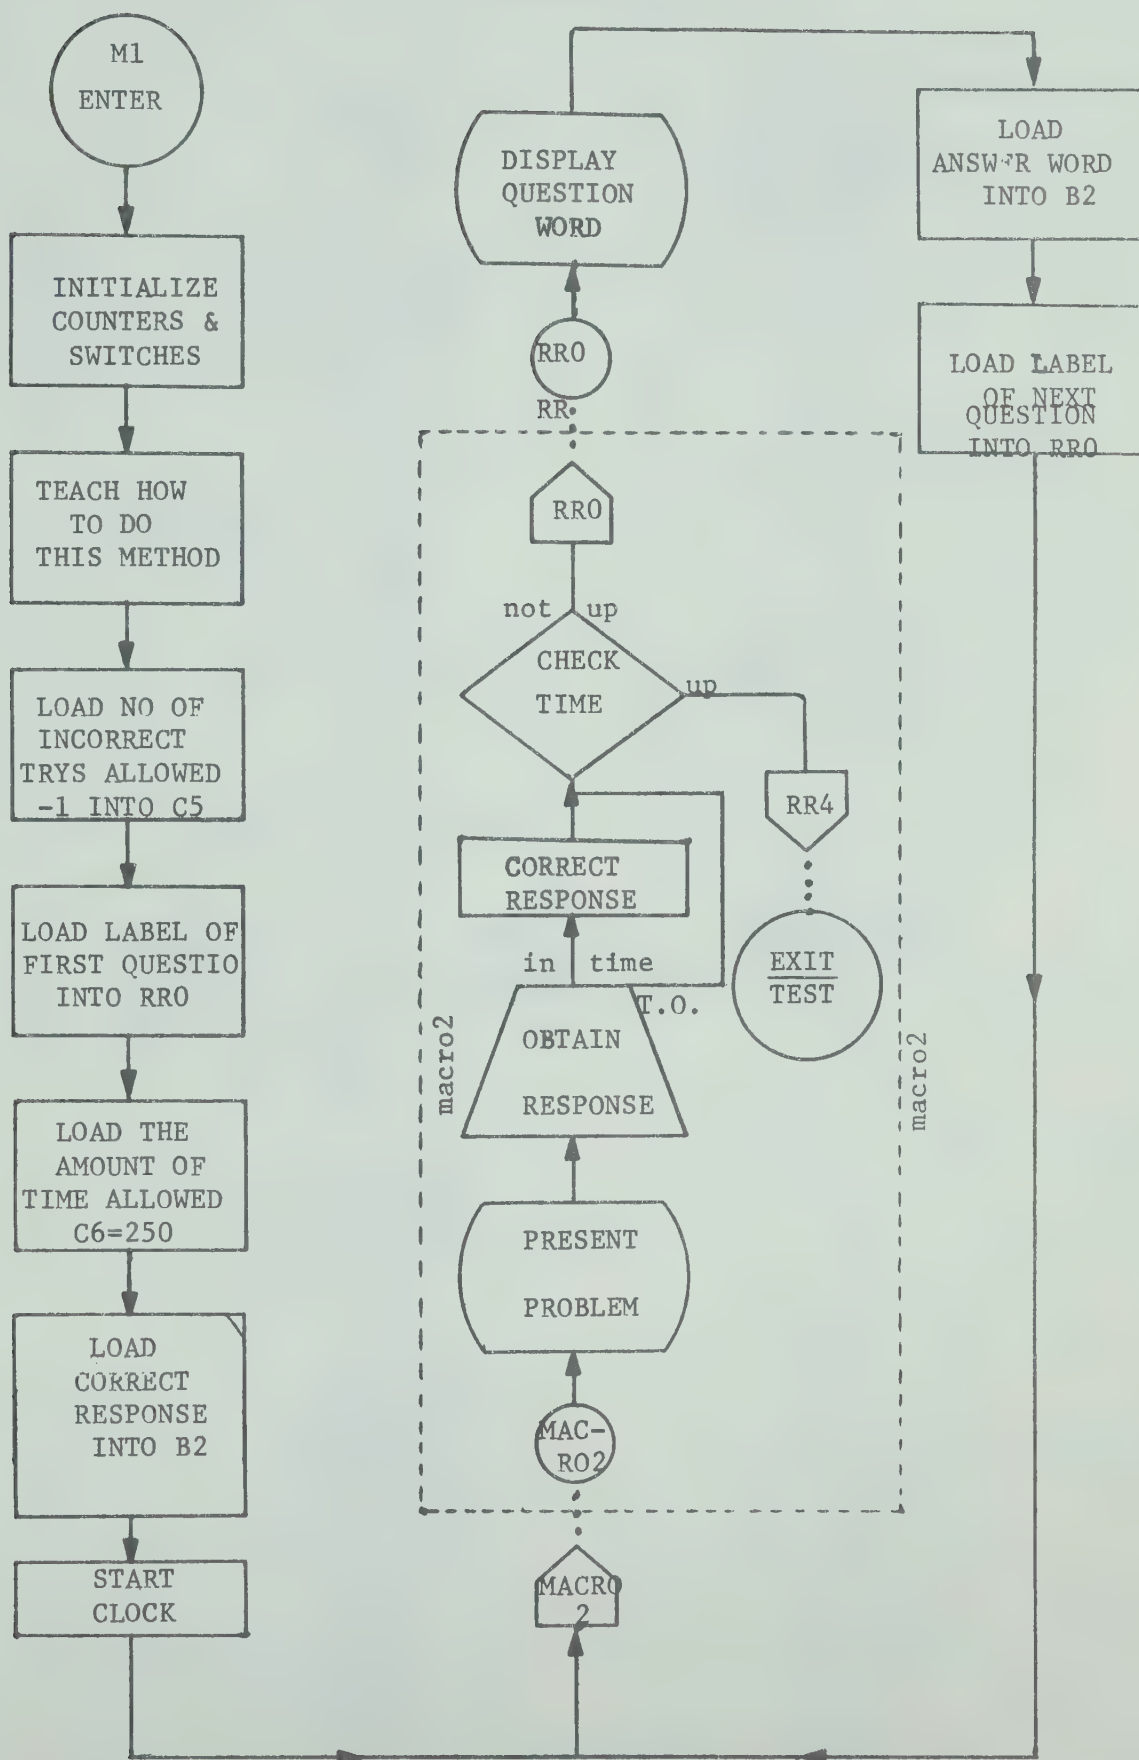 M1
ENTER
INITIALIZE
COUNTERS &
SWITCHES
TEACH HOW
TO DO
THIS METHOD
LOAD NO OF
INCORRECT
TRYS ALLOWED
-1 INTO C5
LOAD LABEL OF
FIRST QUESTIO
INTO RR0
LOAD THE
AMOUNT OF
TIME ALLOWED
C6=250
LOAD
CORRECT
RESPONSE
INTO B2
START
CLOCK
DISPLAY
QUESTION
WORD
RR0
RR
RR0
not up
CHECK
TIME
up
RR4
EXIT
TEST
CORRECT
RESPONSE
in time
T.O.
OBTAIN
RESPONSE
macro2
macro2
PRESENT
PROBLEM
MAC-
RO2
MACRO
2
LOAD
ANSWER WORD
INTO B2
LOAD LABEL
OF NEXT
QUESTION
INTO RR0